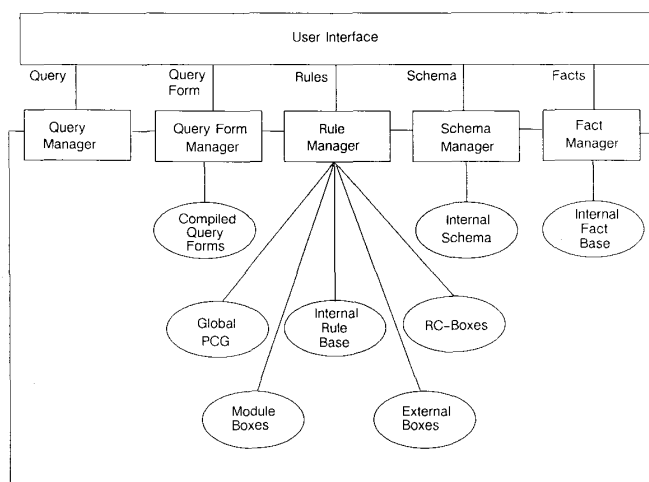 User Interface
Query
Query
Form
Rules
Schema
Facts
Query
Manager
Query Form
Manager
Rule
Manager
Schema
Manager
Fact
Manager
Compiled
Query
Forms
Internal
Schema
Internal
Fact
Base
Global
PCG
Internal
Rule
Base
RC-Boxes
Module
Boxes
External
Boxes